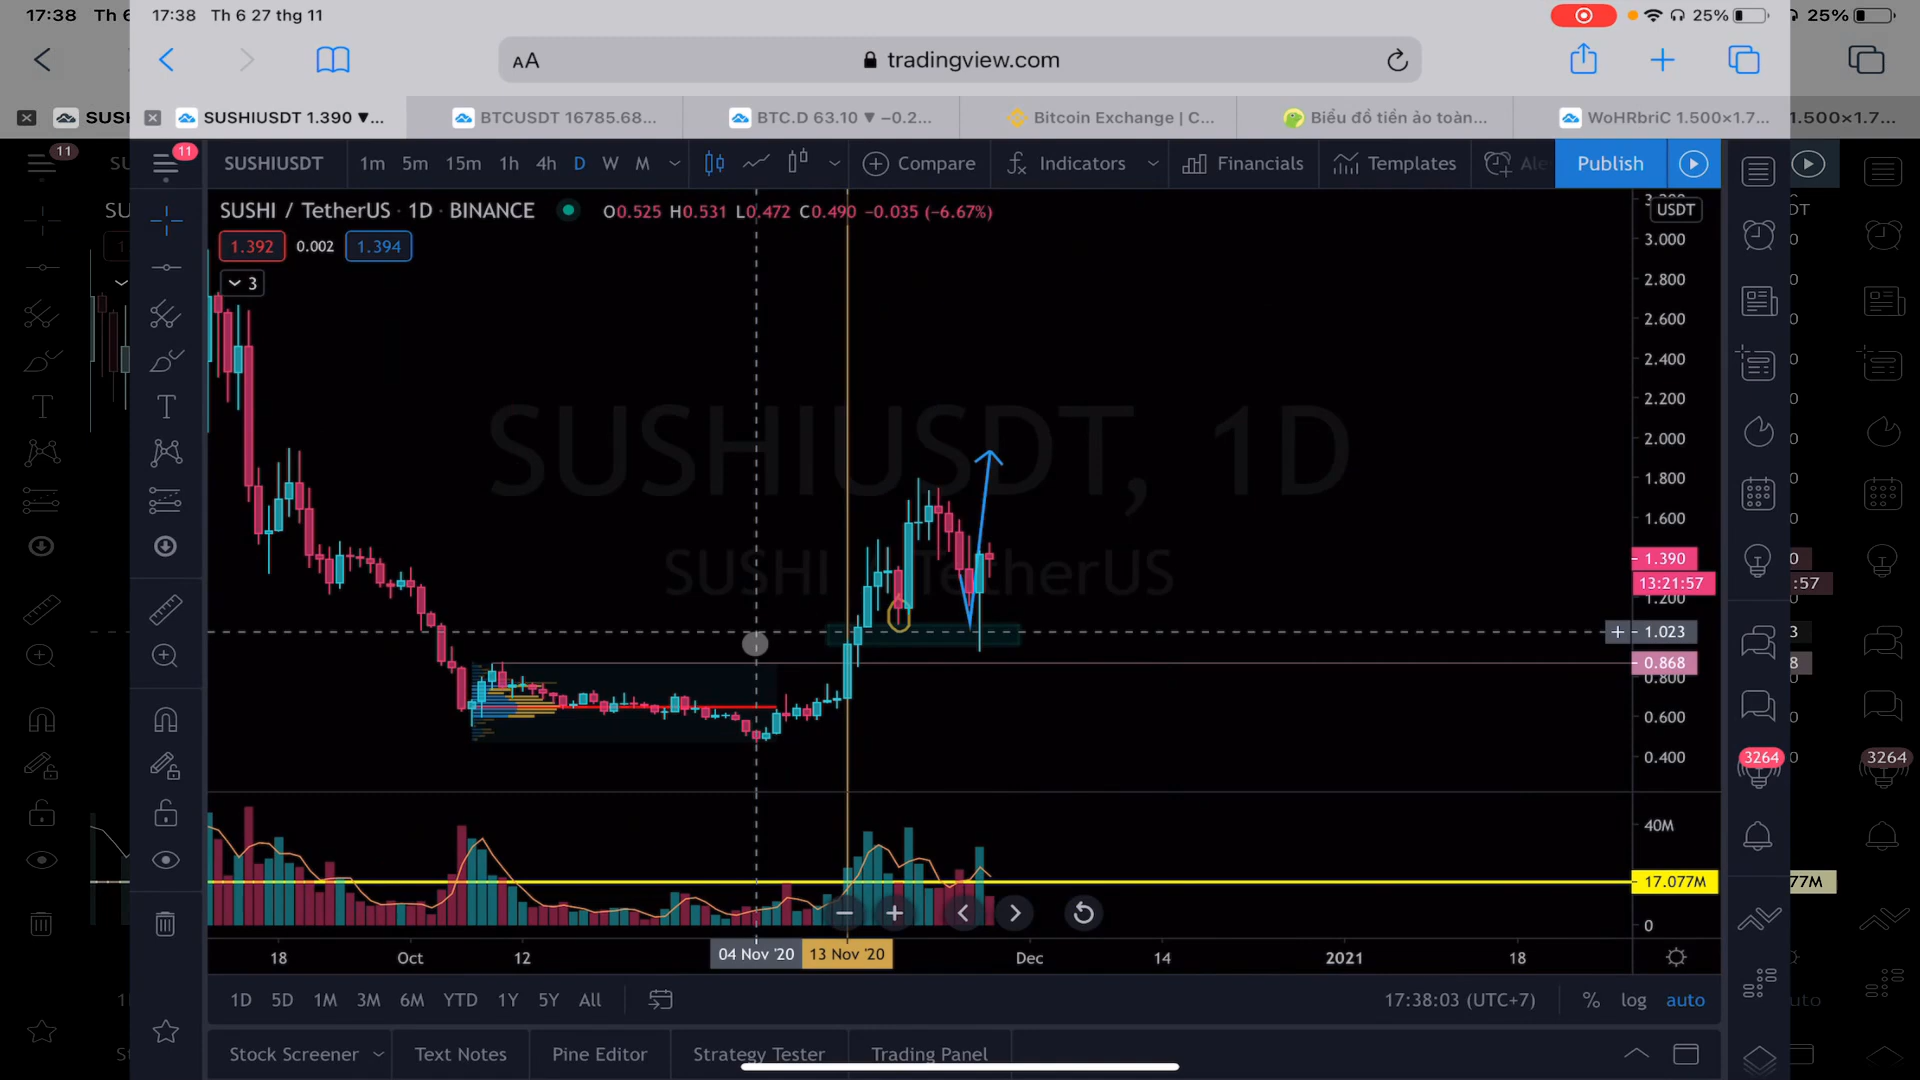 17:38 Th 6
17:38 Th 6 27 thg 11
25%
25%
AA
tradingview.com
SUSH
SUSHIUSDT 1.390 ▼...
BTCUSDT 16785.68...
BTC.D 63.10 ▼ −0.2...
Bitcoin Exchange | C...
Biểu đồ tiền ảo toàn...
WoHRbriC 1.500×1.7...
1.500×1.7...
11
11
SUSHIUSDT
1m 5m 15m 1h 4h D W M
Compare
Indicators
Financials
Templates
Ale
Publish
SUSHI / TetherUS · 1D · BINANCE
O0.525 H0.531 L0.472 C0.490 −0.035 (−6.67%)
USDT
1.392 0.002 1.394
3
SUSHIUSDT, 1D
SUSHI / TetherUS
3.200
3.000
2.800
2.600
2.400
2.200
2.000
1.800
1.600
1.390
13:21:57
:57
1.200
1.023
0.868
0.800
0.600
0.400
3264
3264
40M
17.077M
77M
0
18 Oct 12 04 Nov '20 13 Nov '20 Dec 14 2021 18
1D 5D 1M 3M 6M YTD 1Y 5Y All
17:38:03 (UTC+7)
% log auto
Stock Screener
Text Notes
Pine Editor
Strategy Tester
Trading Panel